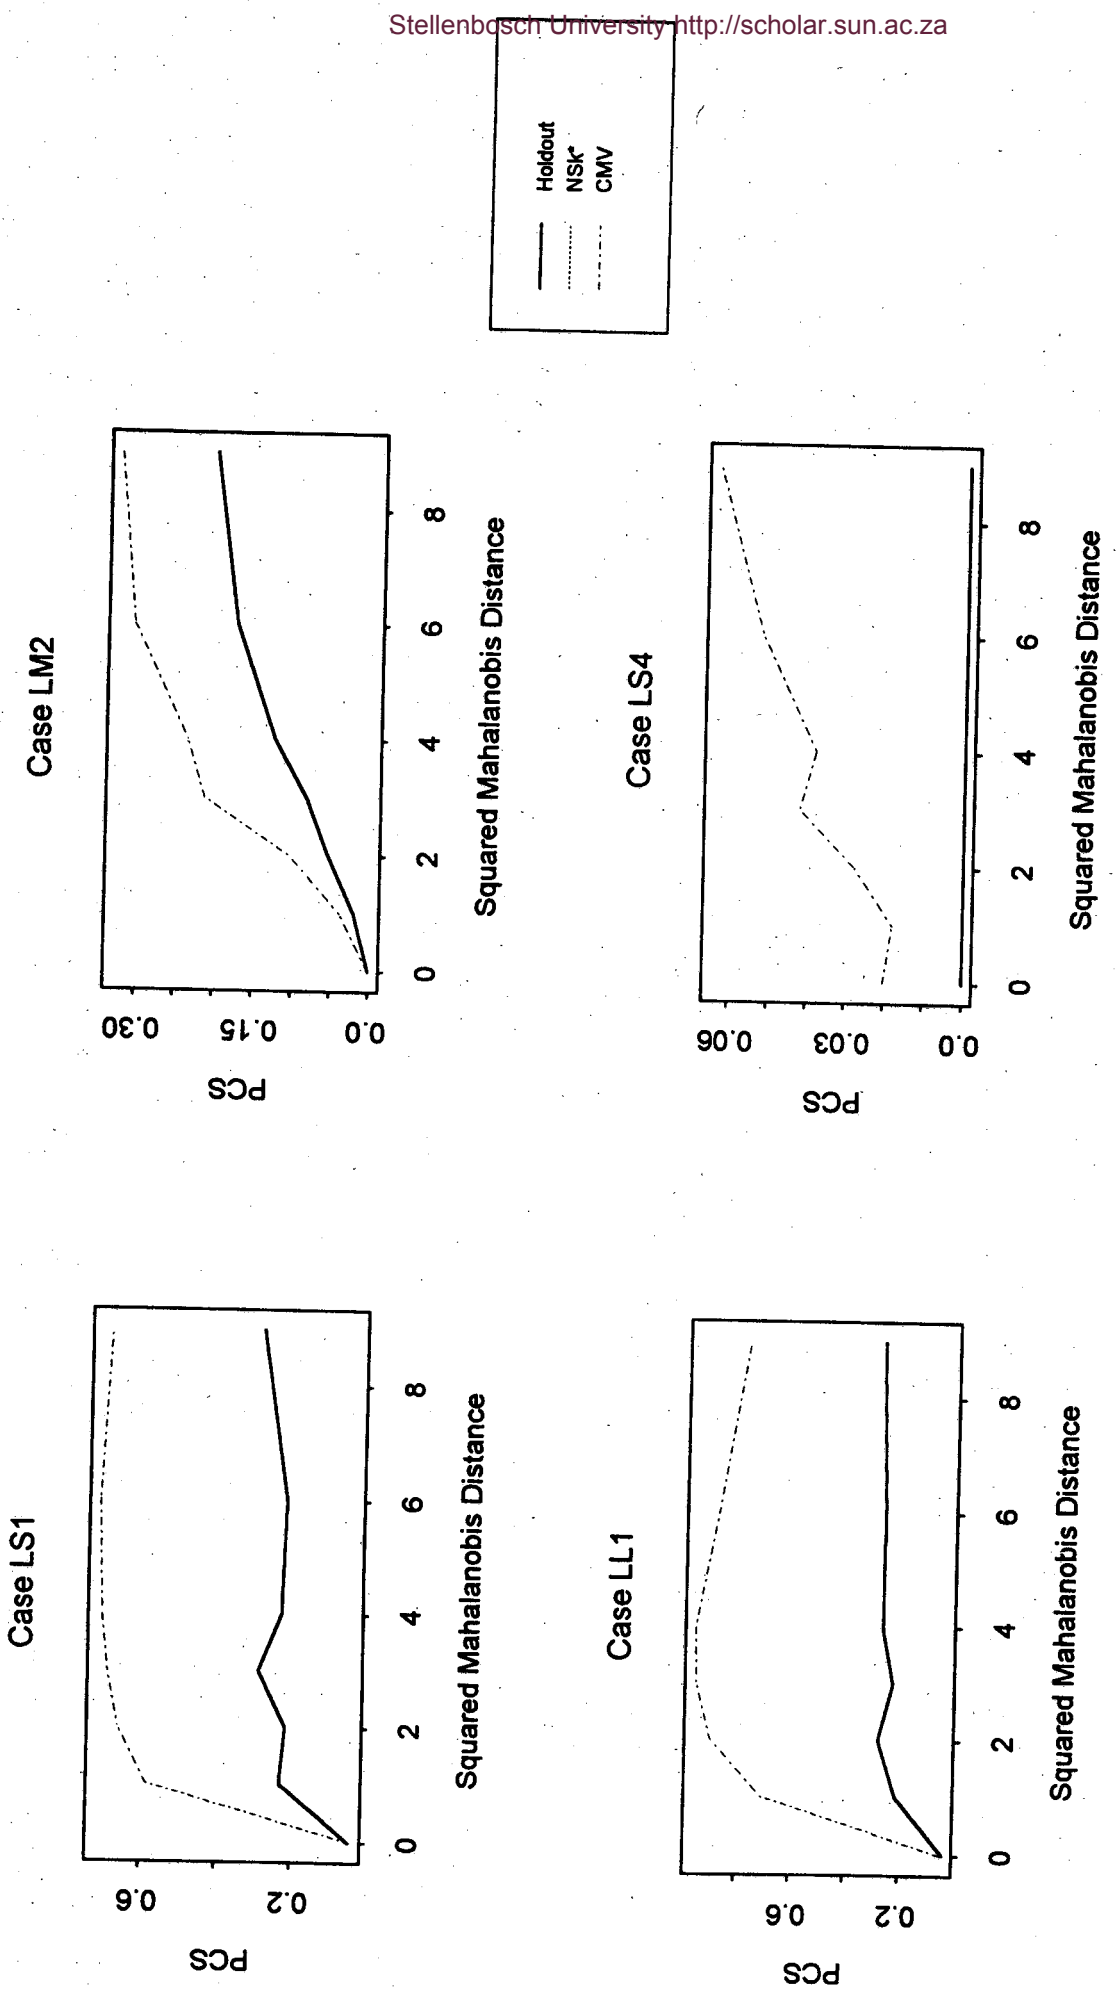 Stellenbosch University http://scholar.sun.ac.za
Case LS1
PCS
0.6
0.2
0 2 4 6 8
Squared Mahalanobis Distance
Case LM2
PCS
0.30
0.15
0.0
0 2 4 6 8
Squared Mahalanobis Distance
Case LL1
PCS
0.6
0.2
0 2 4 6 8
Squared Mahalanobis Distance
Case LS4
PCS
0.06
0.03
0.0
0 2 4 6 8
Squared Mahalanobis Distance
Holdout
NSk*
CMV